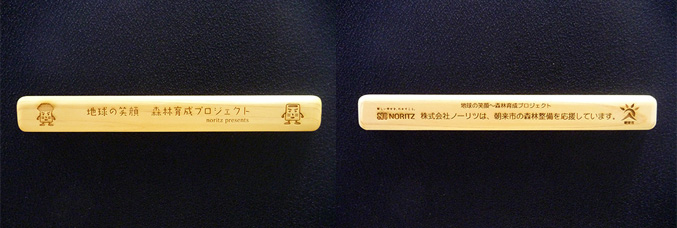 地球の笑顔 森林育成プロジェクト
noritz presents
地球の笑顔～森林育成プロジェクト
NORITZ 株式会社ノーリツは、朝来市の森林整備を応援しています。